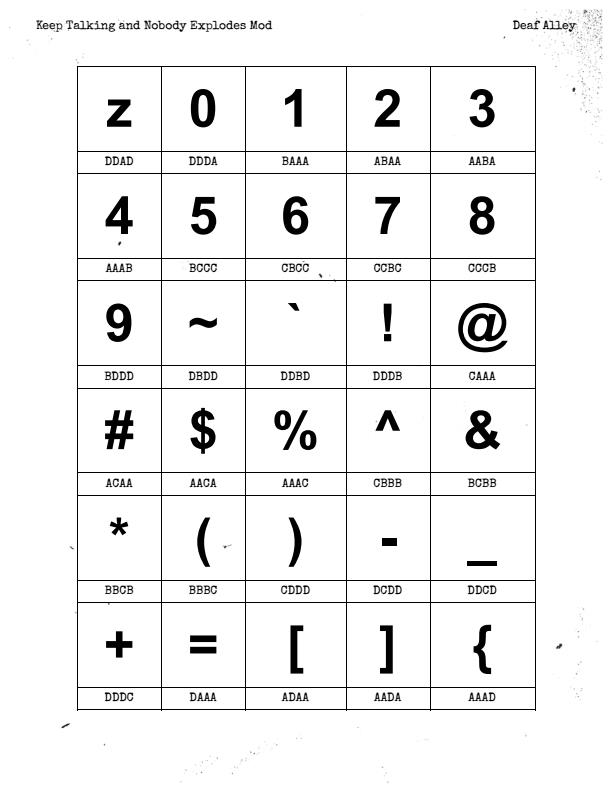 Keep Talking and Nobody Explodes Mod Deaf Alley
z 0 1 2 3
DDAD DDDA BAAA ABAA AABA
4 5 6 7 8
AAAB BCCC CBCC CCBC CCCB
9 ~ ` ! @
BDDD DBDD DDBD DDDB CAAA
# $ % ^ &
ACAA AACA AAAC CBBB BCBB
* ( ) - _
BBCB BBBC CDDD DCDD DDCD
+ = [ ] {
DDDC DAAA ADAA AADA AAAD